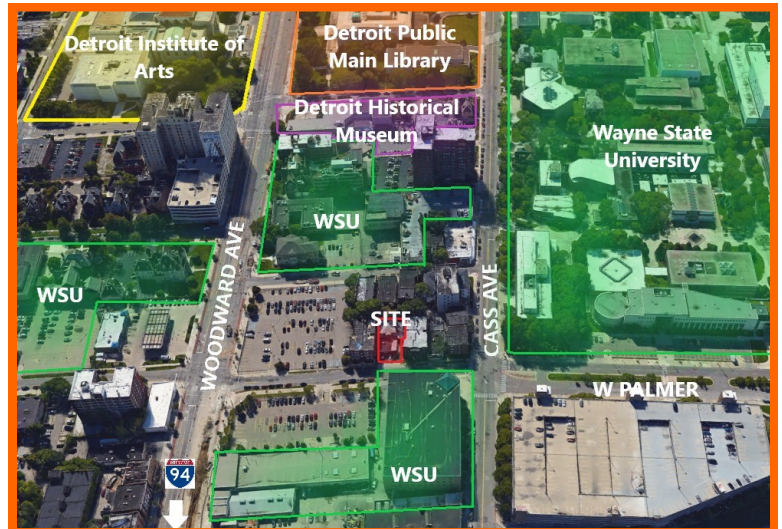 Detroit Institute of
Arts
Detroit Public
Main Library
Detroit Historical
Museum
Wayne State
University
WSU
WSU
WOODWARD AVE
SITE
CASS AVE
W PALMER
WSU
94